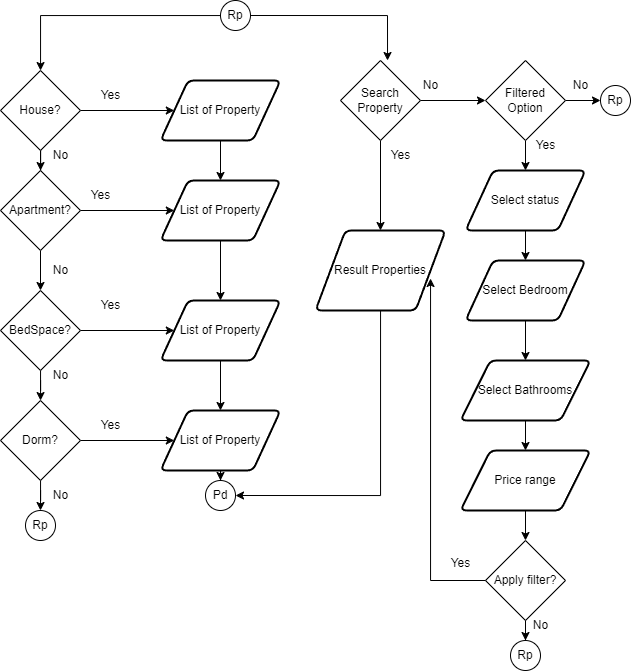 Rp
House?
Yes
List of Property
No
Apartment?
Yes
List of Property
No
BedSpace?
Yes
List of Property
No
Dorm?
Yes
List of Property
No
Rp
Pd
Search
Property
No
Yes
Result Properties
Filtered
Option
No
Rp
Yes
Select status
Select Bedroom
Select Bathrooms
Price range
Apply filter?
Yes
No
Rp